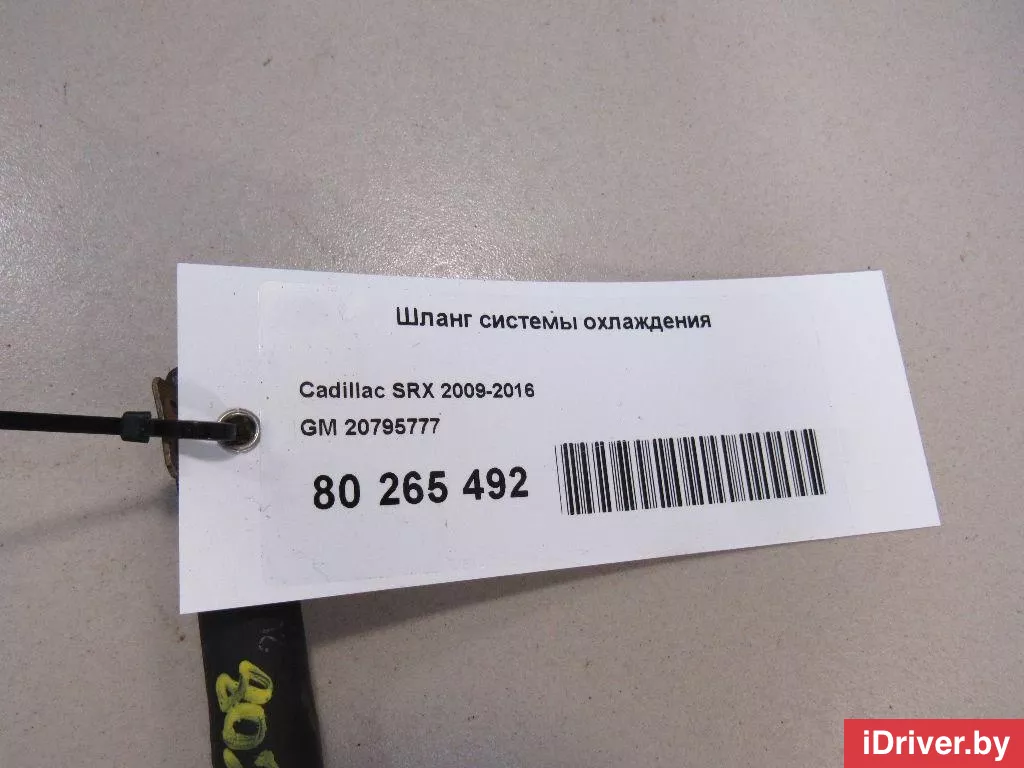 Шланг системы охлаждения
Cadillac SRX 2009-2016
GM 20795777
80 265 492
iDriver.by